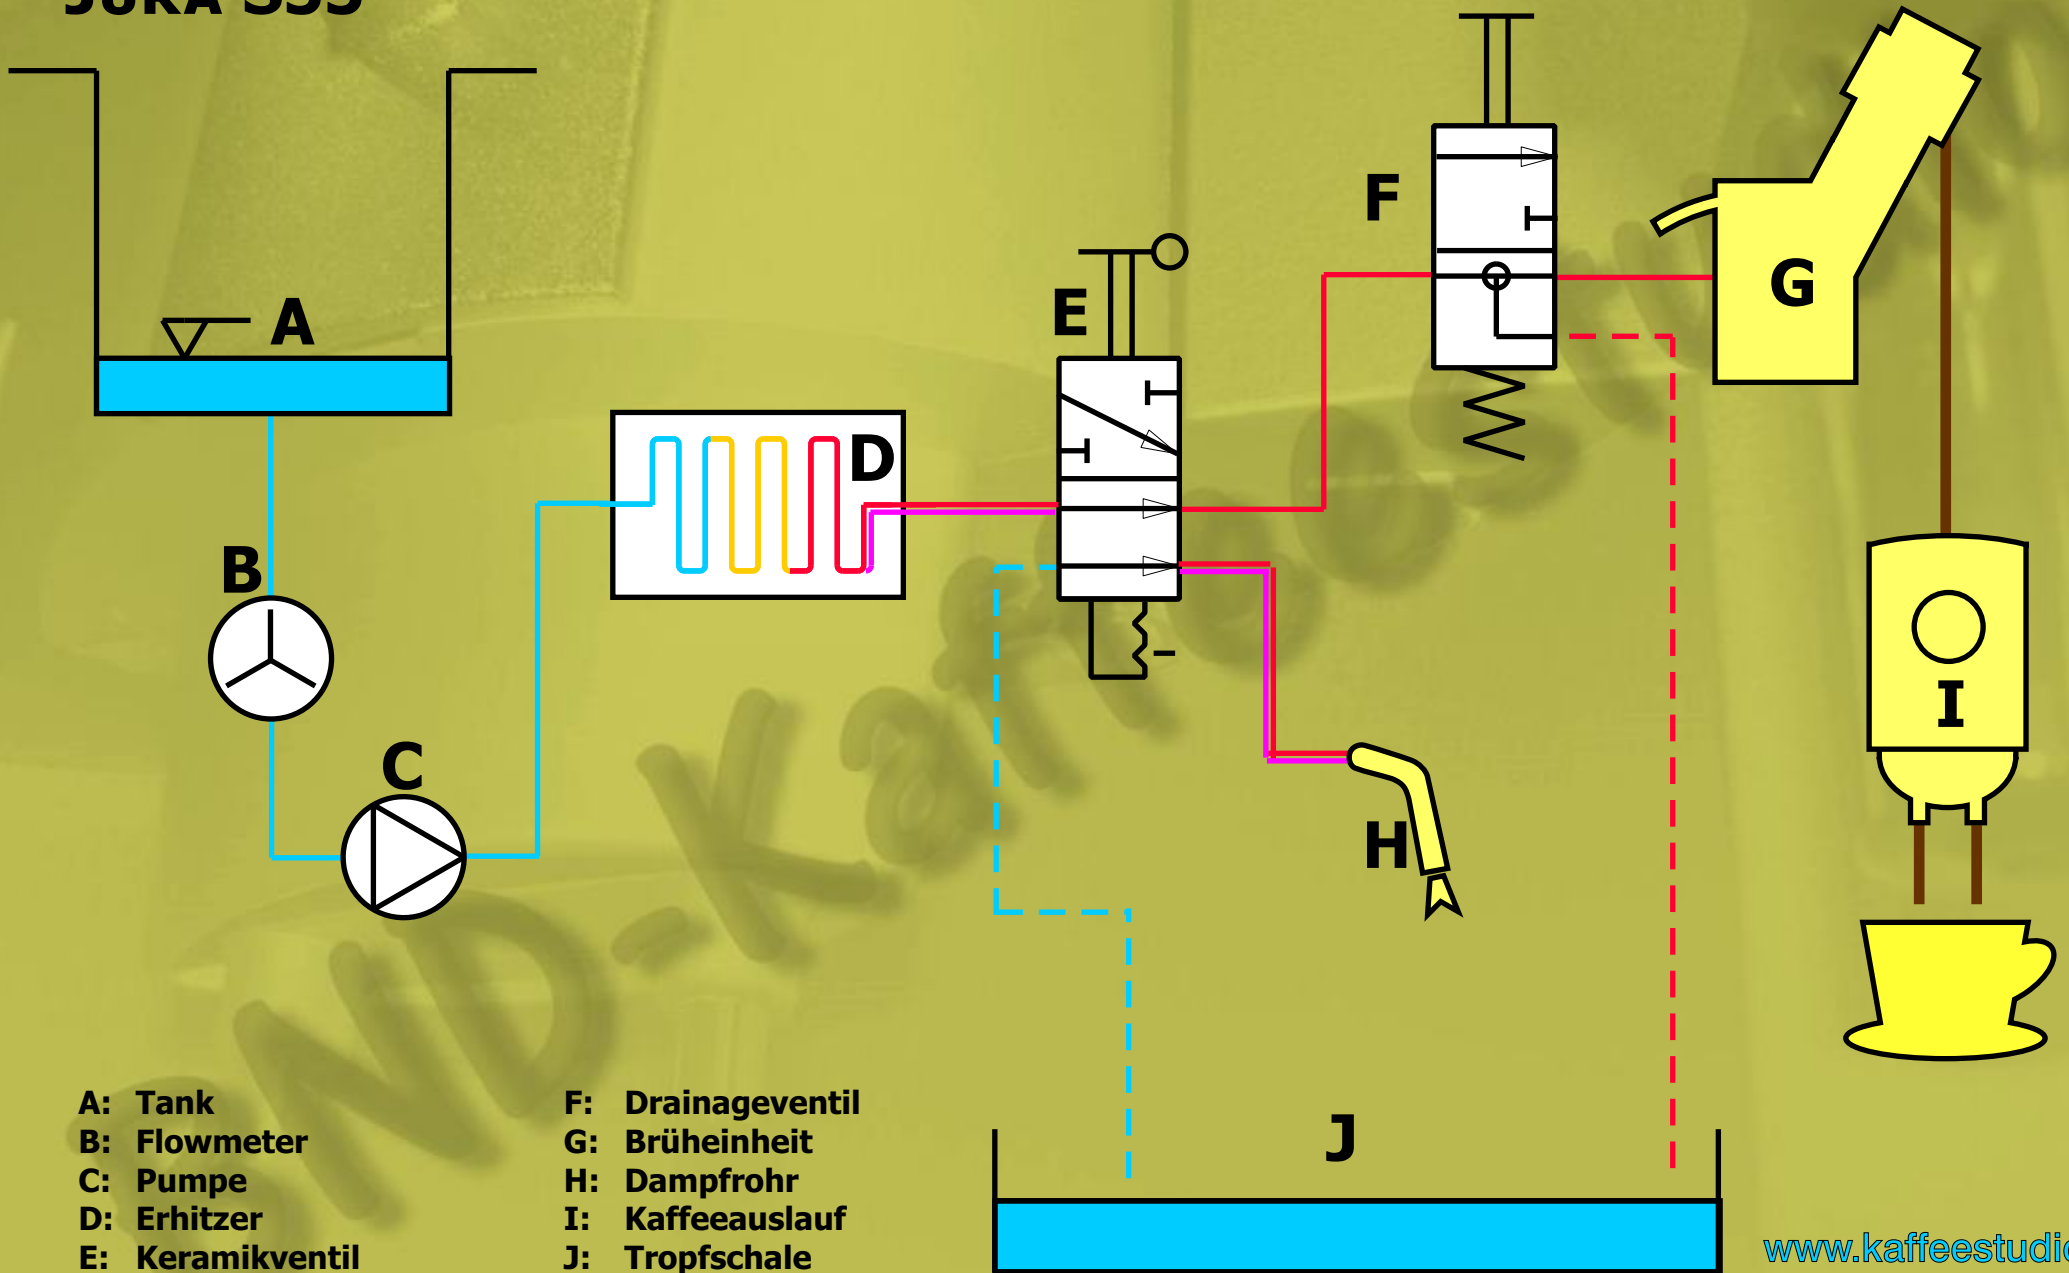 A
B
C
D
E
F
G
H
I
J
A: Tank
B: Flowmeter
C: Pumpe
D: Erhitzer
E: Keramikventil
F: Drainageventil
G: Brüheinheit
H: Dampfrohr
I: Kaffeeauslauf
J: Tropfschale